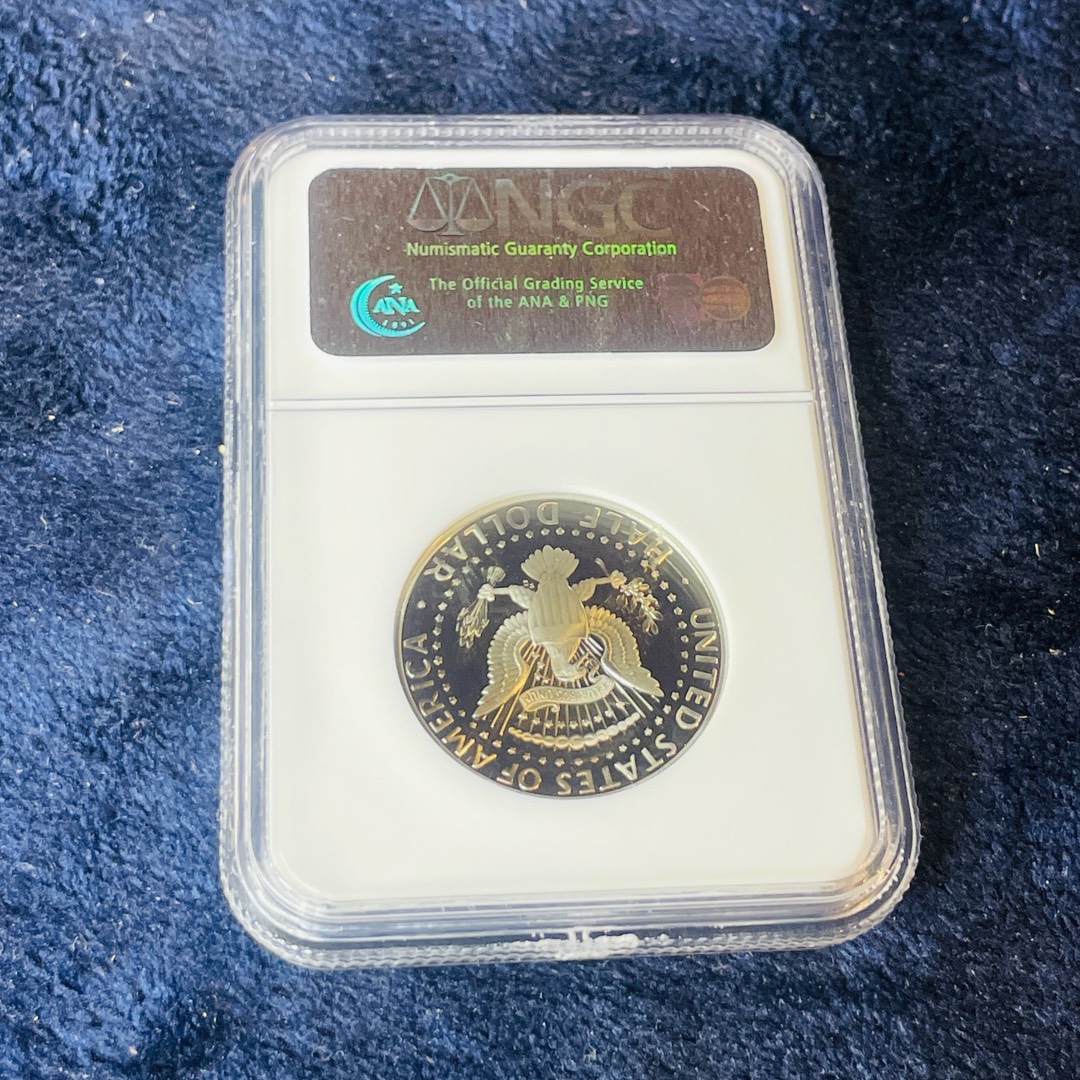 NGC
Numismatic Guaranty Corporation
The Official Grading Service
of the ANA & PNG
ANA
1891
UNITED STATES OF AMERICA
HALF DOLLAR